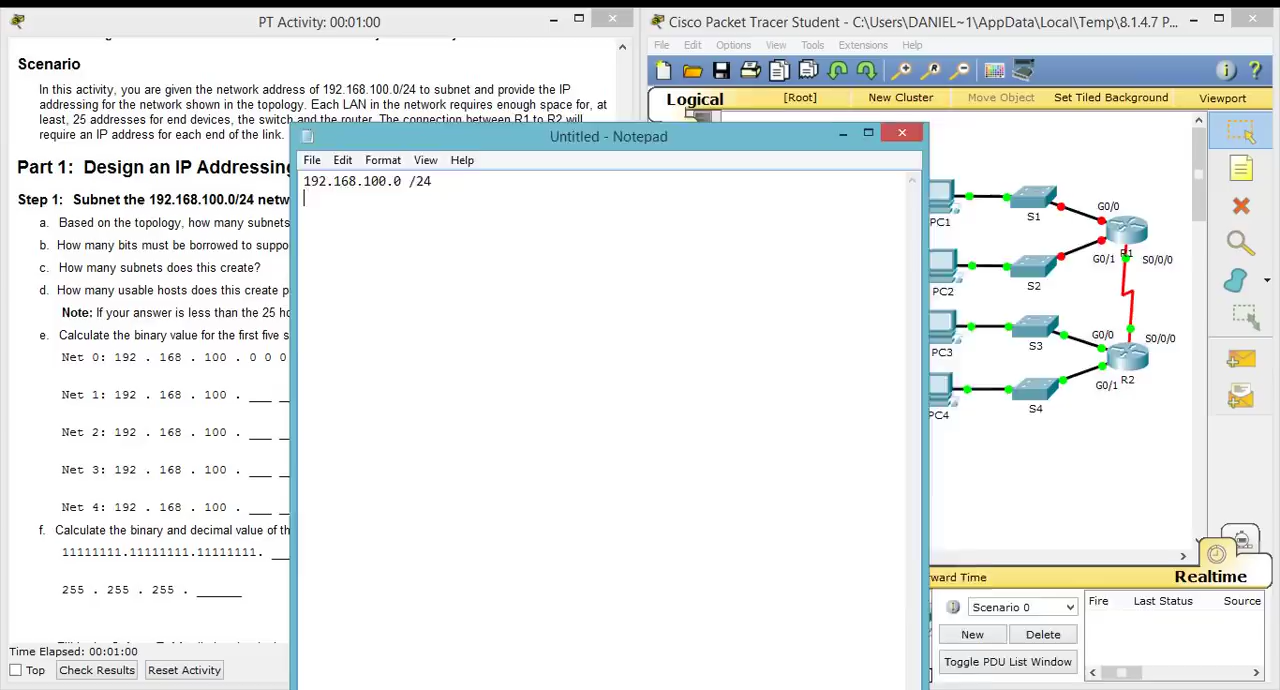 PT Activity: 00:01:00
Scenario
In this activity, you are given the network address of 192.168.100.0/24 to subnet and provide the IP
addressing for the network shown in the topology. Each LAN in the network requires enough space for, at
least, 25 addresses for end devices, the switch and the router. The connection between R1 to R2 will
require an IP address for each end of the link.
Part 1: Design an IP Addressing
Step 1: Subnet the 192.168.100.0/24 netw
a. Based on the topology, how many subnets
b. How many bits must be borrowed to suppo
c. How many subnets does this create?
d. How many usable hosts does this create p
Note: If your answer is less than the 25 ho
e. Calculate the binary value for the first five s
Net 0: 192 . 168 . 100 . 0 0 0
Net 1: 192 . 168 . 100 . ___ __
Net 2: 192 . 168 . 100 . ___ __
Net 3: 192 . 168 . 100 . ___ __
Net 4: 192 . 168 . 100 . ___ __
f. Calculate the binary and decimal value of th
11111111.11111111.11111111. ___
255 . 255 . 255 . ______
Time Elapsed: 00:01:00
Top
Check Results
Reset Activity
Untitled - Notepad
File Edit Format View Help
192.168.100.0 /24
Cisco Packet Tracer Student - C:\Users\DANIEL~1\AppData\Local\Temp\8.1.4.7 P...
File Edit Options View Tools Extensions Help
Logical [Root] New Cluster Move Object Set Tiled Background Viewport
PC1 S1 G0/0
R1
PC2 S2 G0/1 S0/0/0
PC3 S3 G0/0 S0/0/0
R2
PC4 S4 G0/1
ward Time Realtime
Scenario 0
New Delete
Toggle PDU List Window
Fire Last Status Source